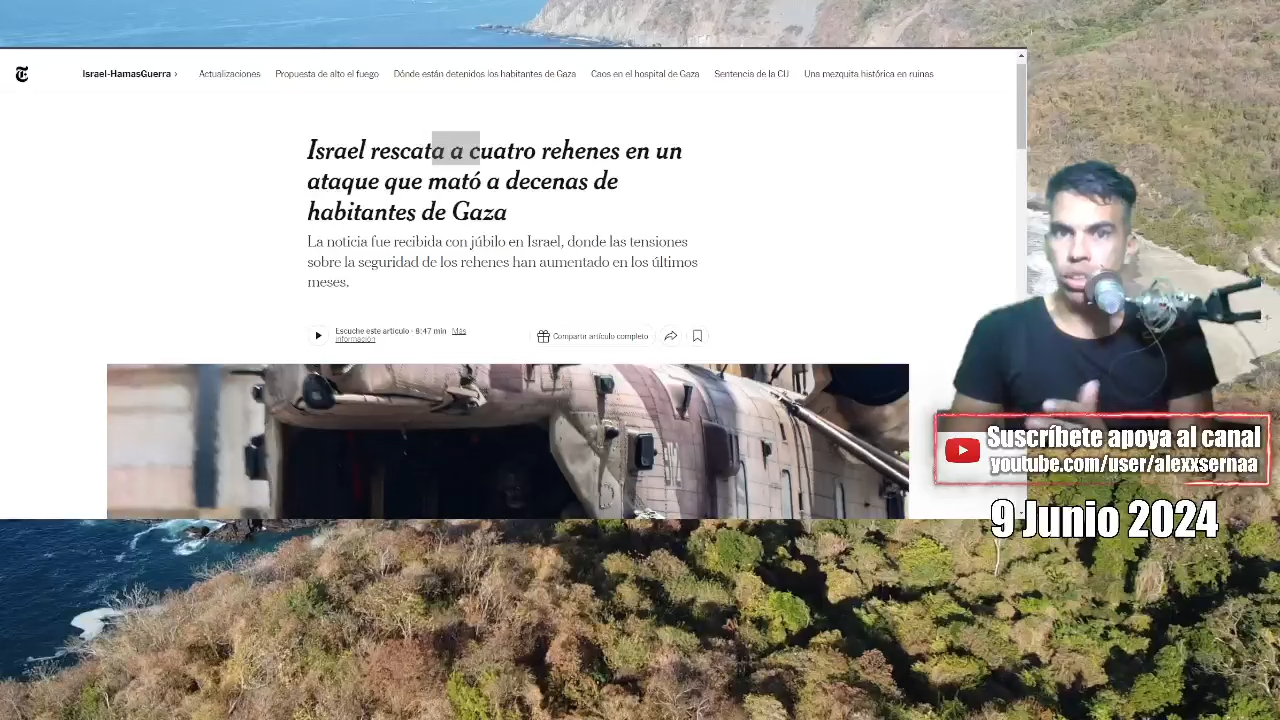 Israel-HamasGuerra ›
Actualizaciones
Propuesta de alto el fuego
Dónde están detenidos los habitantes de Gaza
Caos en el hospital de Gaza
Sentencia de la CIJ
Una mezquita histórica en ruinas
Israel rescata a cuatro rehenes en un
ataque que mató a decenas de
habitantes de Gaza
La noticia fue recibida con júbilo en Israel, donde las tensiones
sobre la seguridad de los rehenes han aumentado en los últimos
meses.
Escuche este artículo · 8:47 min Más
información
Compartir artículo completo
Suscríbete apoya al canal
youtube.com/user/alexxsernaa
9 Junio 2024